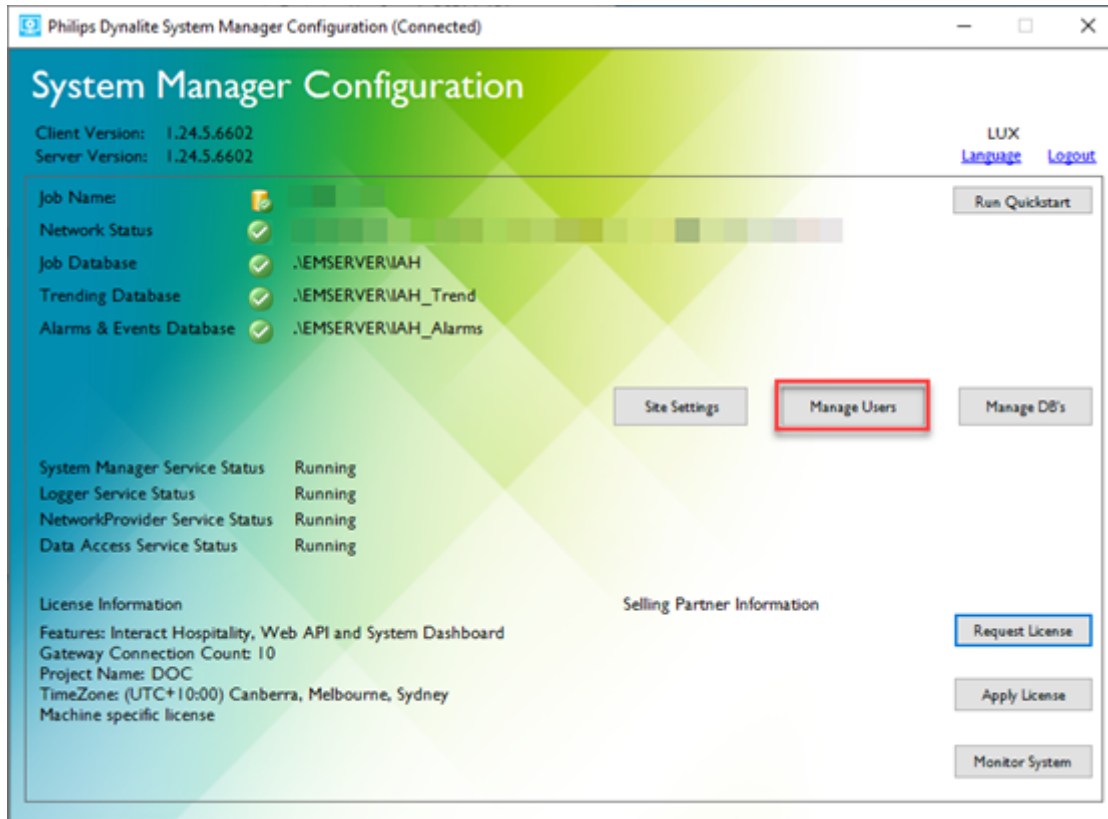 Philips Dynalite System Manager Configuration (Connected)
System Manager Configuration
Client Version: 1.24.5.6602
Server Version: 1.24.5.6602
LUX
Language Logout
Job Name:
Run Quickstart
Network Status
Job Database .\EMSERVER\IAH
Trending Database .\EMSERVER\IAH_Trend
Alarms & Events Database .\EMSERVER\IAH_Alarms
Site Settings Manage Users Manage DB's
System Manager Service Status Running
Logger Service Status Running
NetworkProvider Service Status Running
Data Access Service Status Running
License Information Selling Partner Information
Features: Interact Hospitality, Web API and System Dashboard
Request License
Gateway Connection Count: 10
Project Name: DOC
TimeZone: (UTC+10:00) Canberra, Melbourne, Sydney
Apply License
Machine specific license
Monitor System